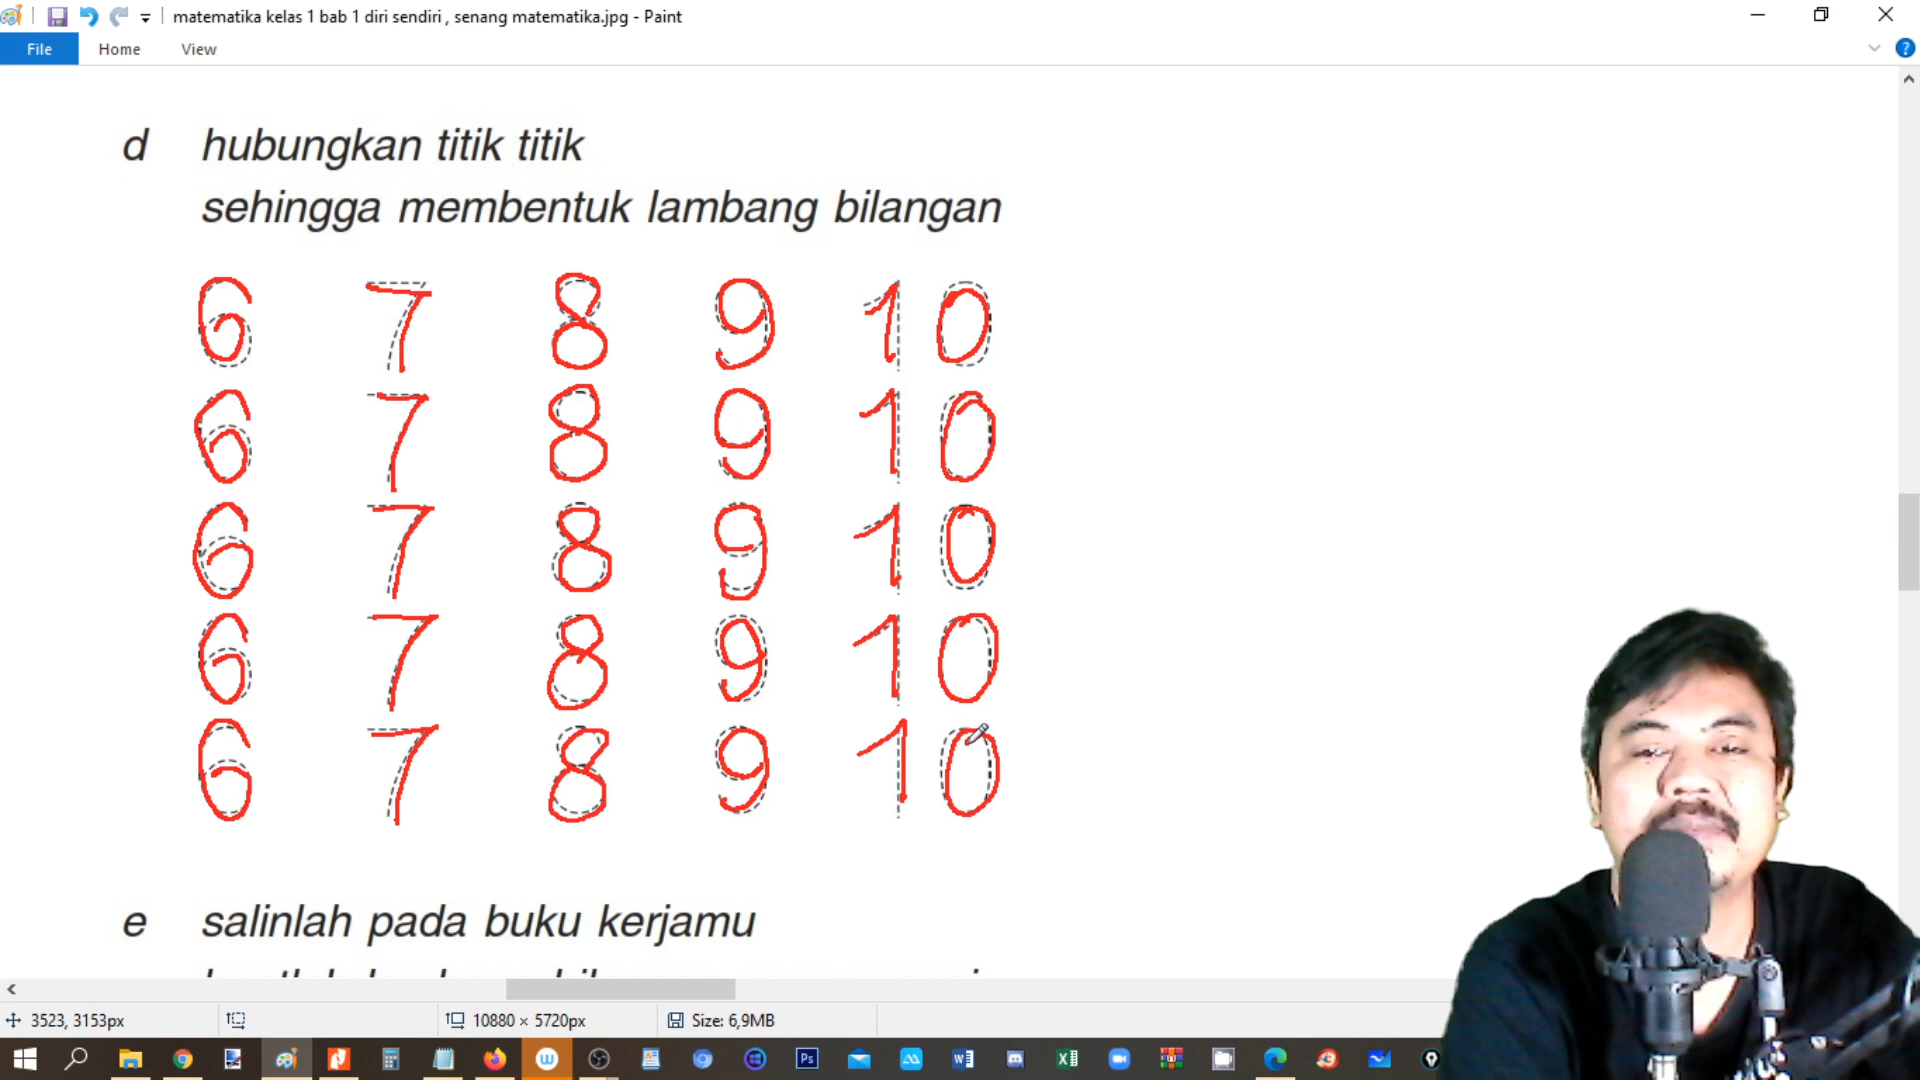 matematika kelas 1 bab 1 diri sendiri , senang matematika.jpg - Paint
File Home View
d hubungkan titik titik
sehingga membentuk lambang bilangan
6 7 8 9 10
6 7 8 9 10
6 7 8 9 10
6 7 8 9 10
6 7 8 9 10
e salinlah pada buku kerjamu
3523, 3153px 10880 × 5720px Size: 6,9MB